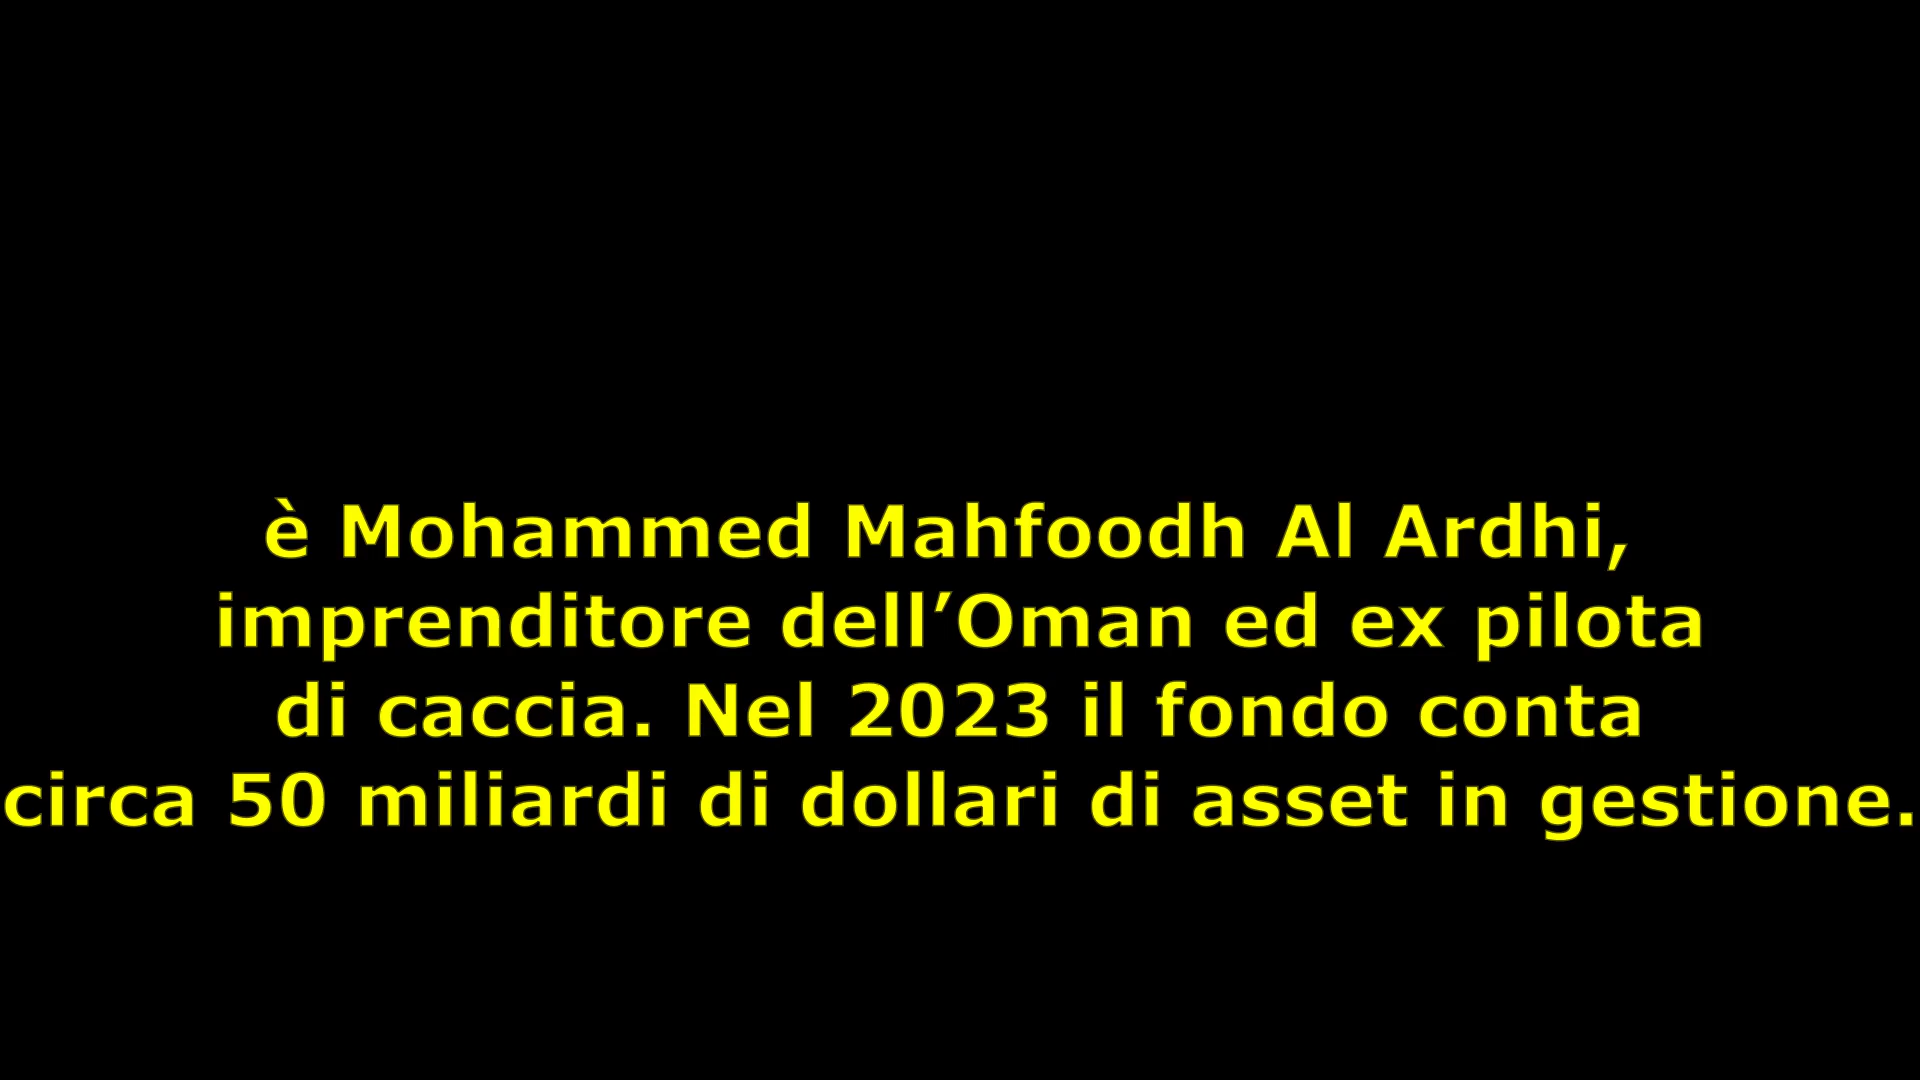 è Mohammed Mahfoodh Al Ardhi,
imprenditore dell’Oman ed ex pilota
di caccia. Nel 2023 il fondo conta
circa 50 miliardi di dollari di asset in gestione.